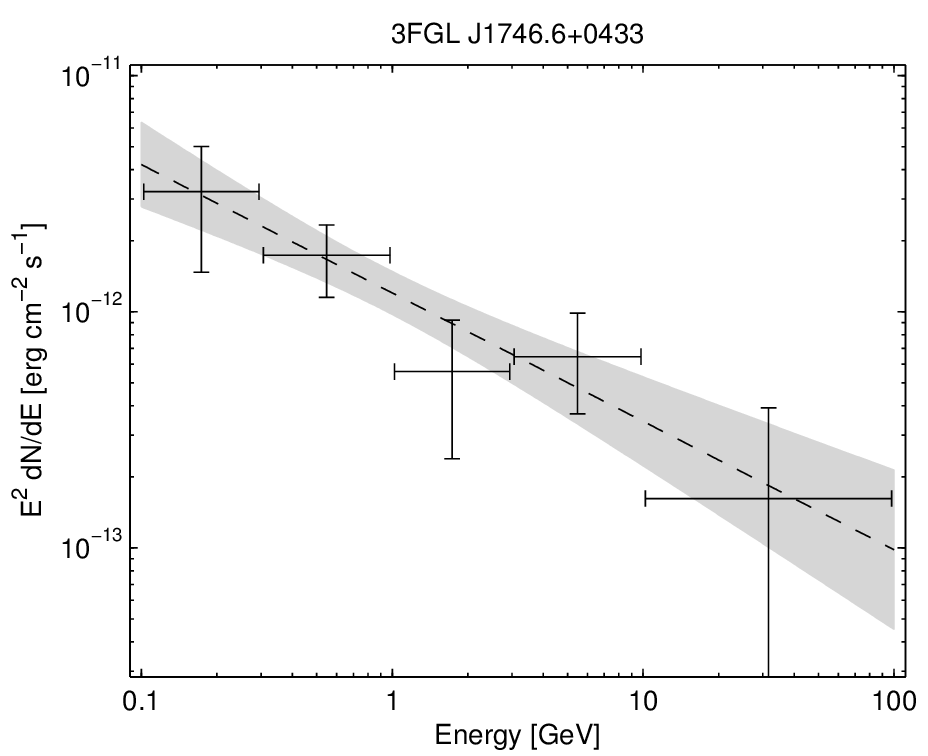 3FGL J1746.6+0433
10⁻¹¹
10⁻¹²
10⁻¹³
E² dN/dE [erg cm⁻² s⁻¹]
0.1 1 10 100
Energy [GeV]